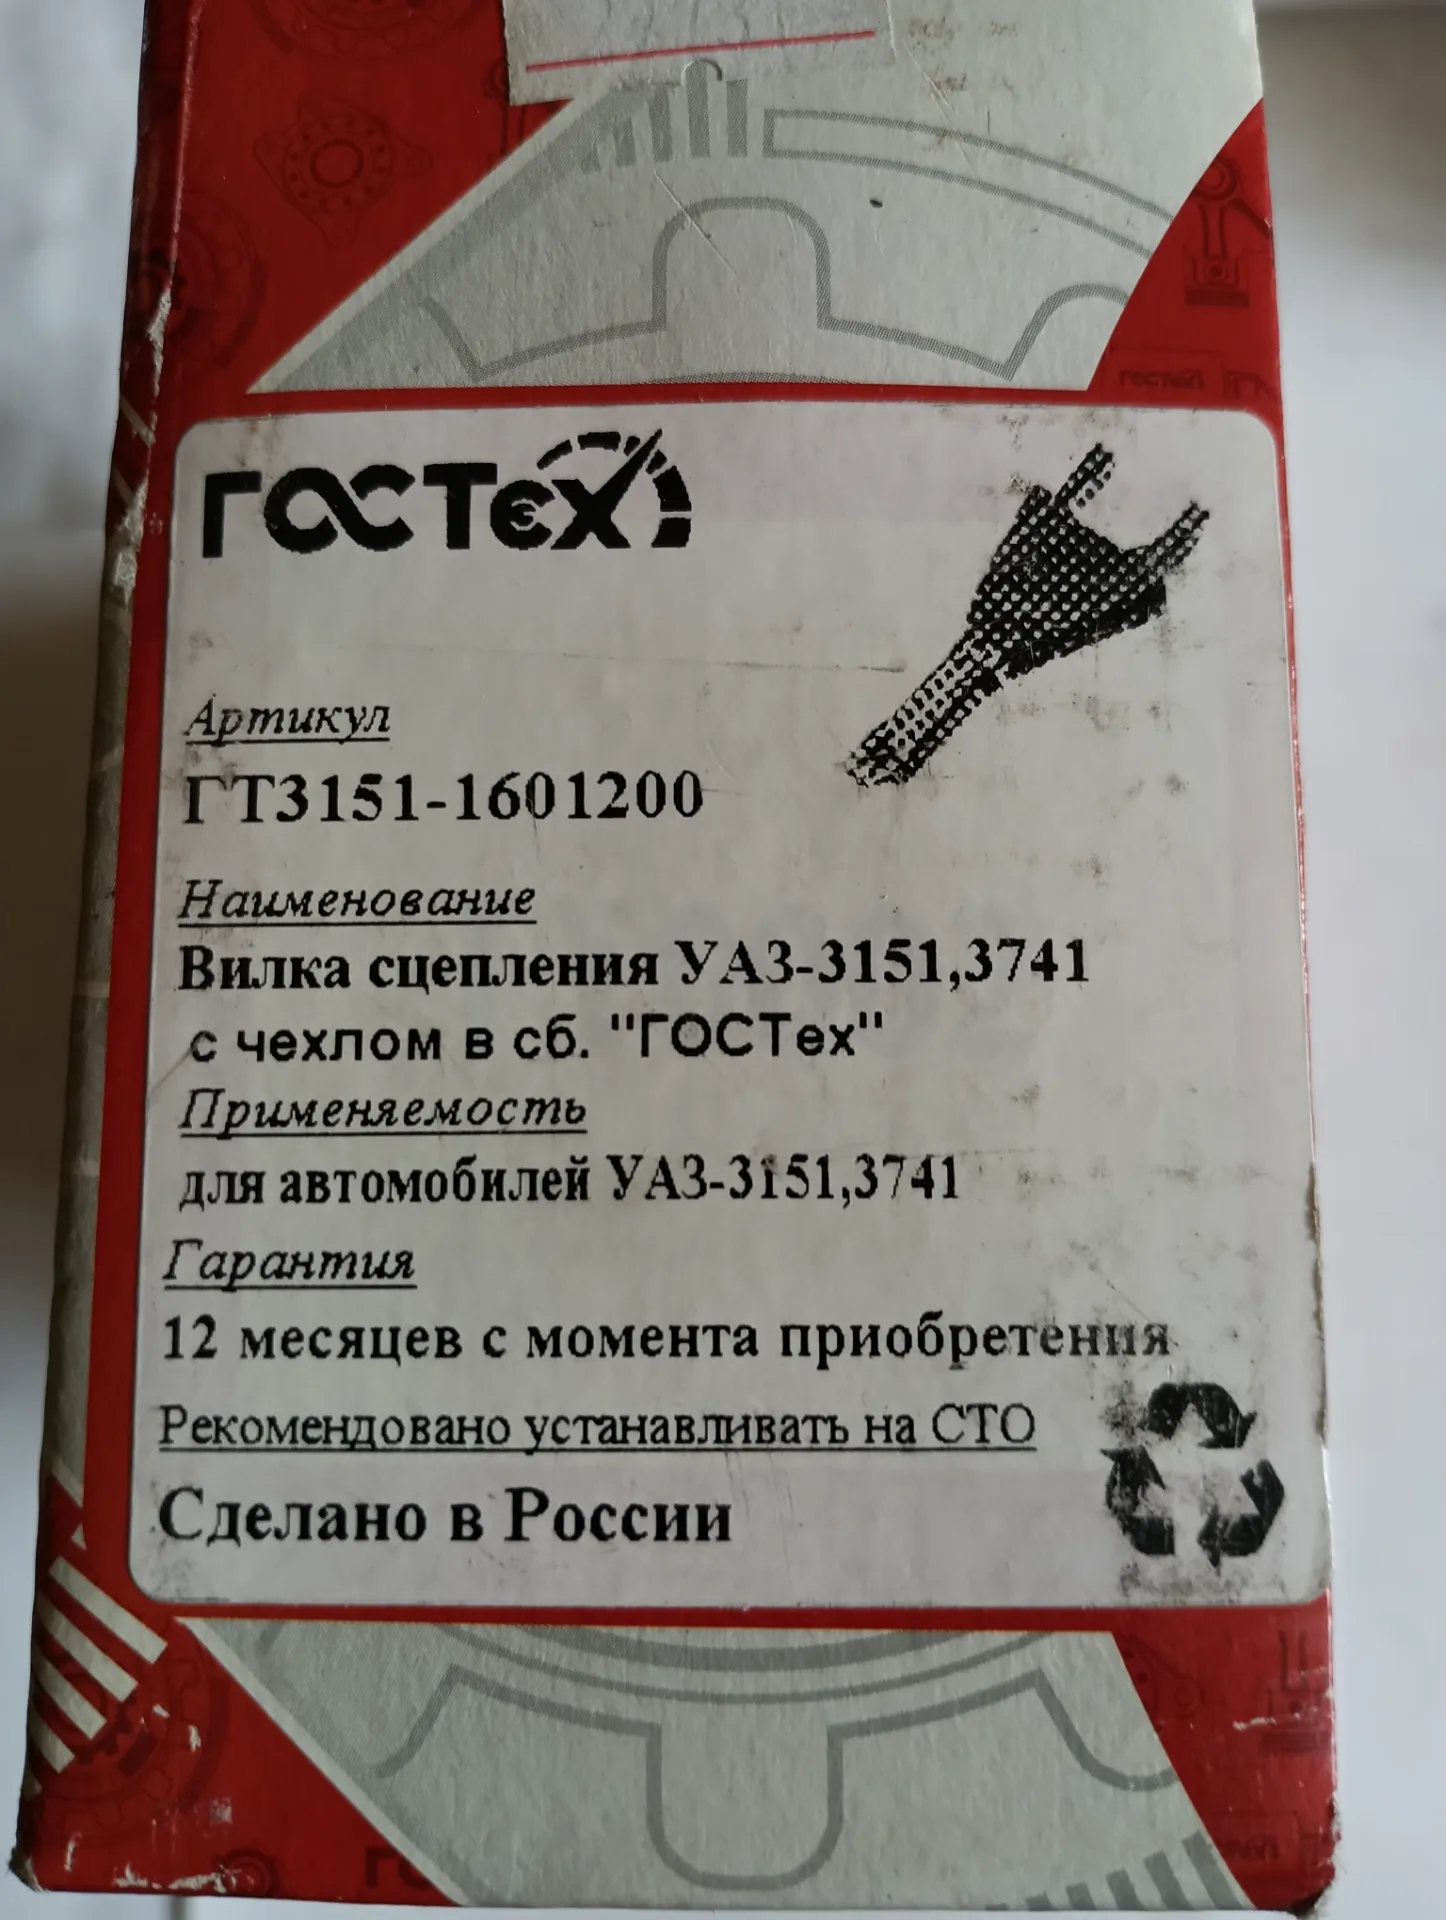 ГОСТех
Артикул
ГТ3151-1601200
Наименование
Вилка сцепления УАЗ-3151,3741
с чехлом в сб. "ГОСТех"
Применяемость
для автомобилей УАЗ-3151,3741
Гарантия
12 месяцев с момента приобретения
Рекомендовано устанавливать на СТО
Сделано в России